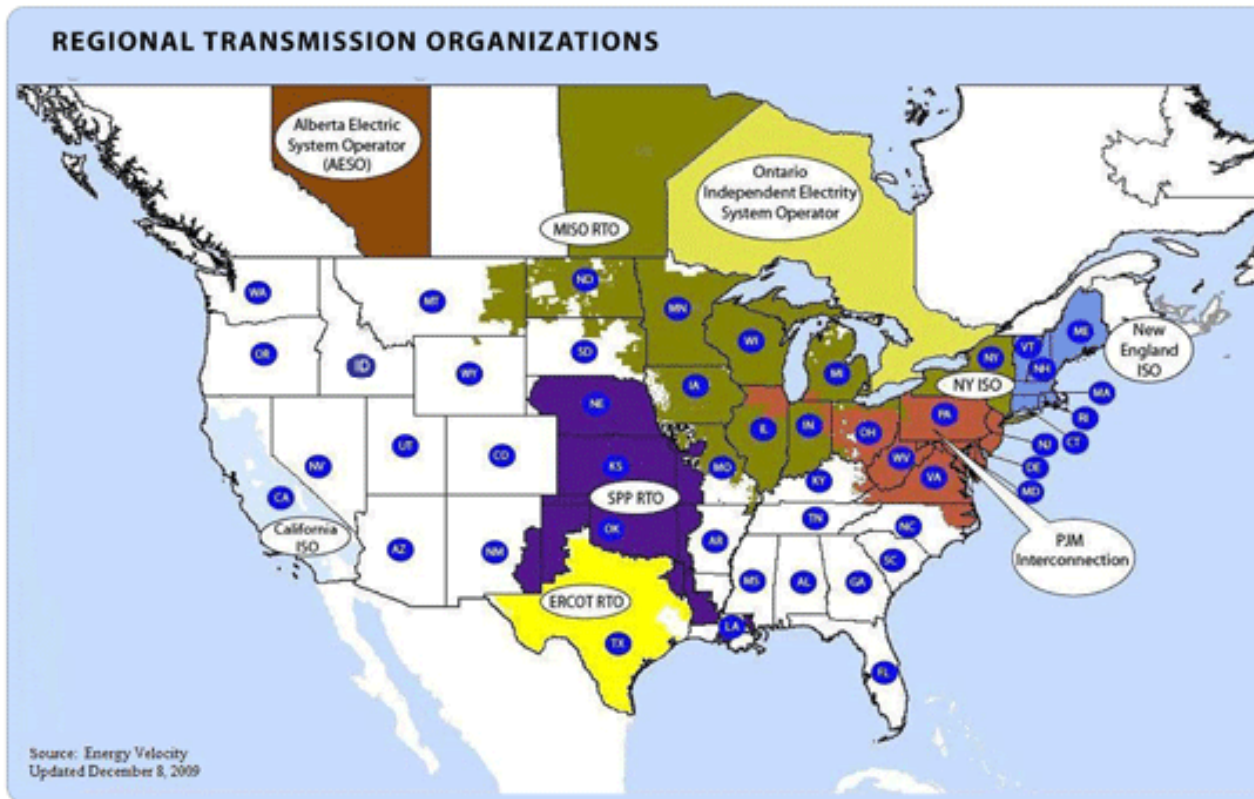 REGIONAL TRANSMISSION ORGANIZATIONS
Alberta Electric
System Operator
(AESO)
Ontario
Independent Electrity
System Operator
MISO RTO
WA
MT
ND
MN
OR
ID
WY
SD
WI
MI
NY
VT
NH
ME
New
England
ISO
NY ISO
MA
RI
CT
NJ
DE
MD
NE
IA
IL
IN
OH
PA
WV
VA
NV
UT
CO
KS
MO
KY
CA
California
ISO
SPP RTO
AZ
NM
OK
AR
TN
NC
SC
PJM
Interconnection
MS
AL
GA
ERCOT RTO
TX
LA
FL
Source: Energy Velocity
Updated December 8, 2009